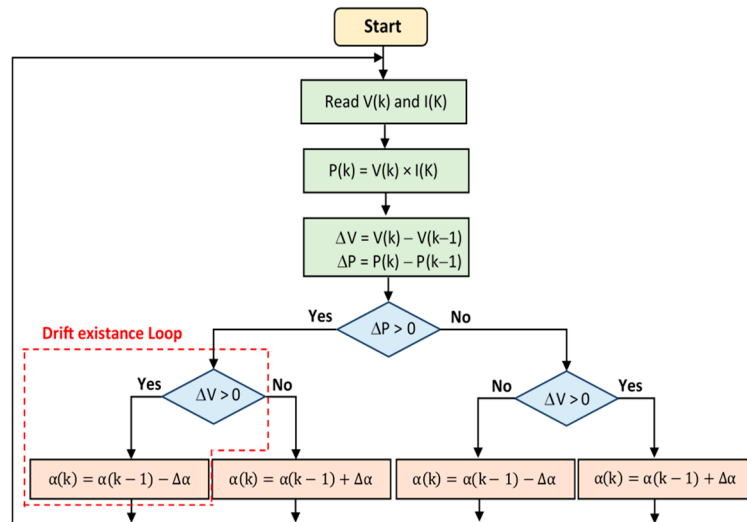 Start
Read V(k) and I(K)
P(k) = V(k) × I(K)
ΔV = V(k) − V(k−1)
ΔP = P(k) − P(k−1)
Yes
ΔP > 0
No
Drift existance Loop
Yes
ΔV > 0
No
No
ΔV > 0
Yes
α(k) = α(k − 1) − Δα
α(k) = α(k − 1) + Δα
α(k) = α(k − 1) − Δα
α(k) = α(k − 1) + Δα